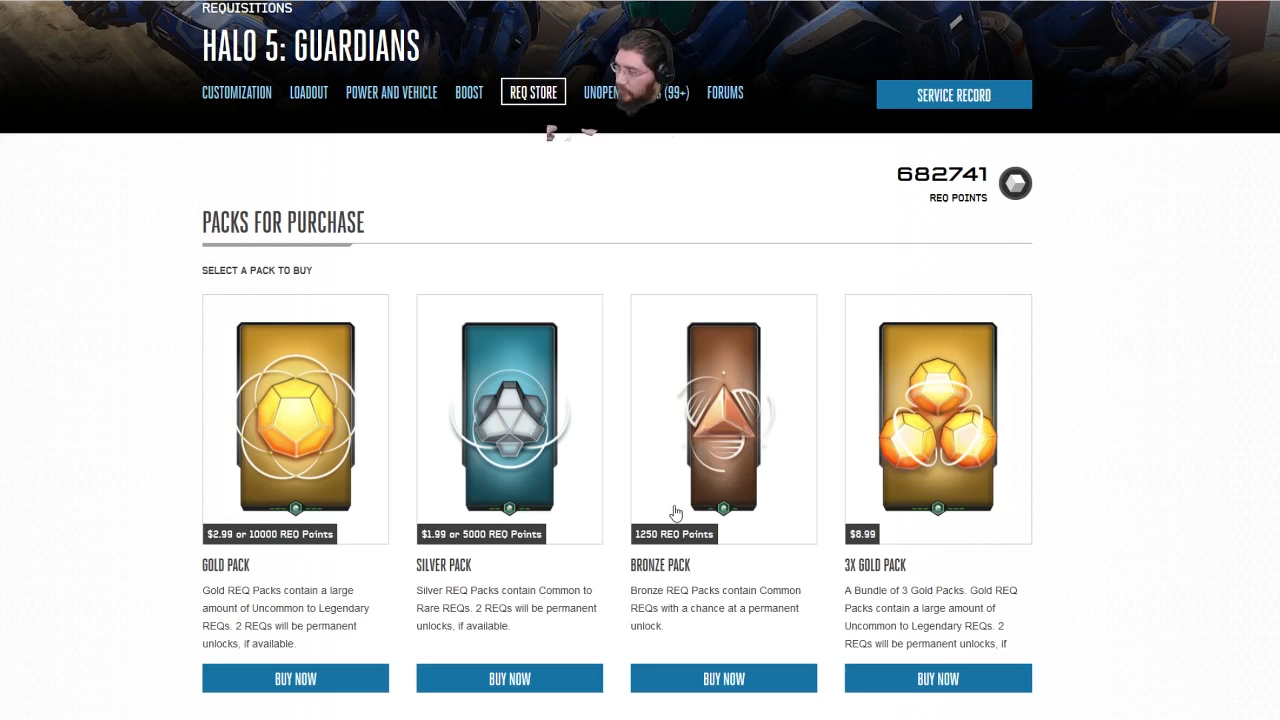 REQUISITIONS
HALO 5: GUARDIANS
CUSTOMIZATION LOADOUT POWER AND VEHICLE BOOST REQ STORE (99+) FORUMS
SERVICE RECORD
682741
REQ POINTS
PACKS FOR PURCHASE
SELECT A PACK TO BUY
$2.99 or 10000 REQ Points
GOLD PACK
Gold REQ Packs contain a large
amount of Uncommon to Legendary
REQs. 2 REQs will be permanent
unlocks, if available.
BUY NOW
$1.99 or 5000 REQ Points
SILVER PACK
Silver REQ Packs contain Common to
Rare REQs. 2 REQs will be permanent
unlocks, if available.
BUY NOW
1250 REQ Points
BRONZE PACK
Bronze REQ Packs contain Common
REQs with a chance at a permanent
unlock.
BUY NOW
$8.99
3X GOLD PACK
A Bundle of 3 Gold Packs. Gold REQ
Packs contain a large amount of
Uncommon to Legendary REQs. 2
REQs will be permanent unlocks, if
BUY NOW